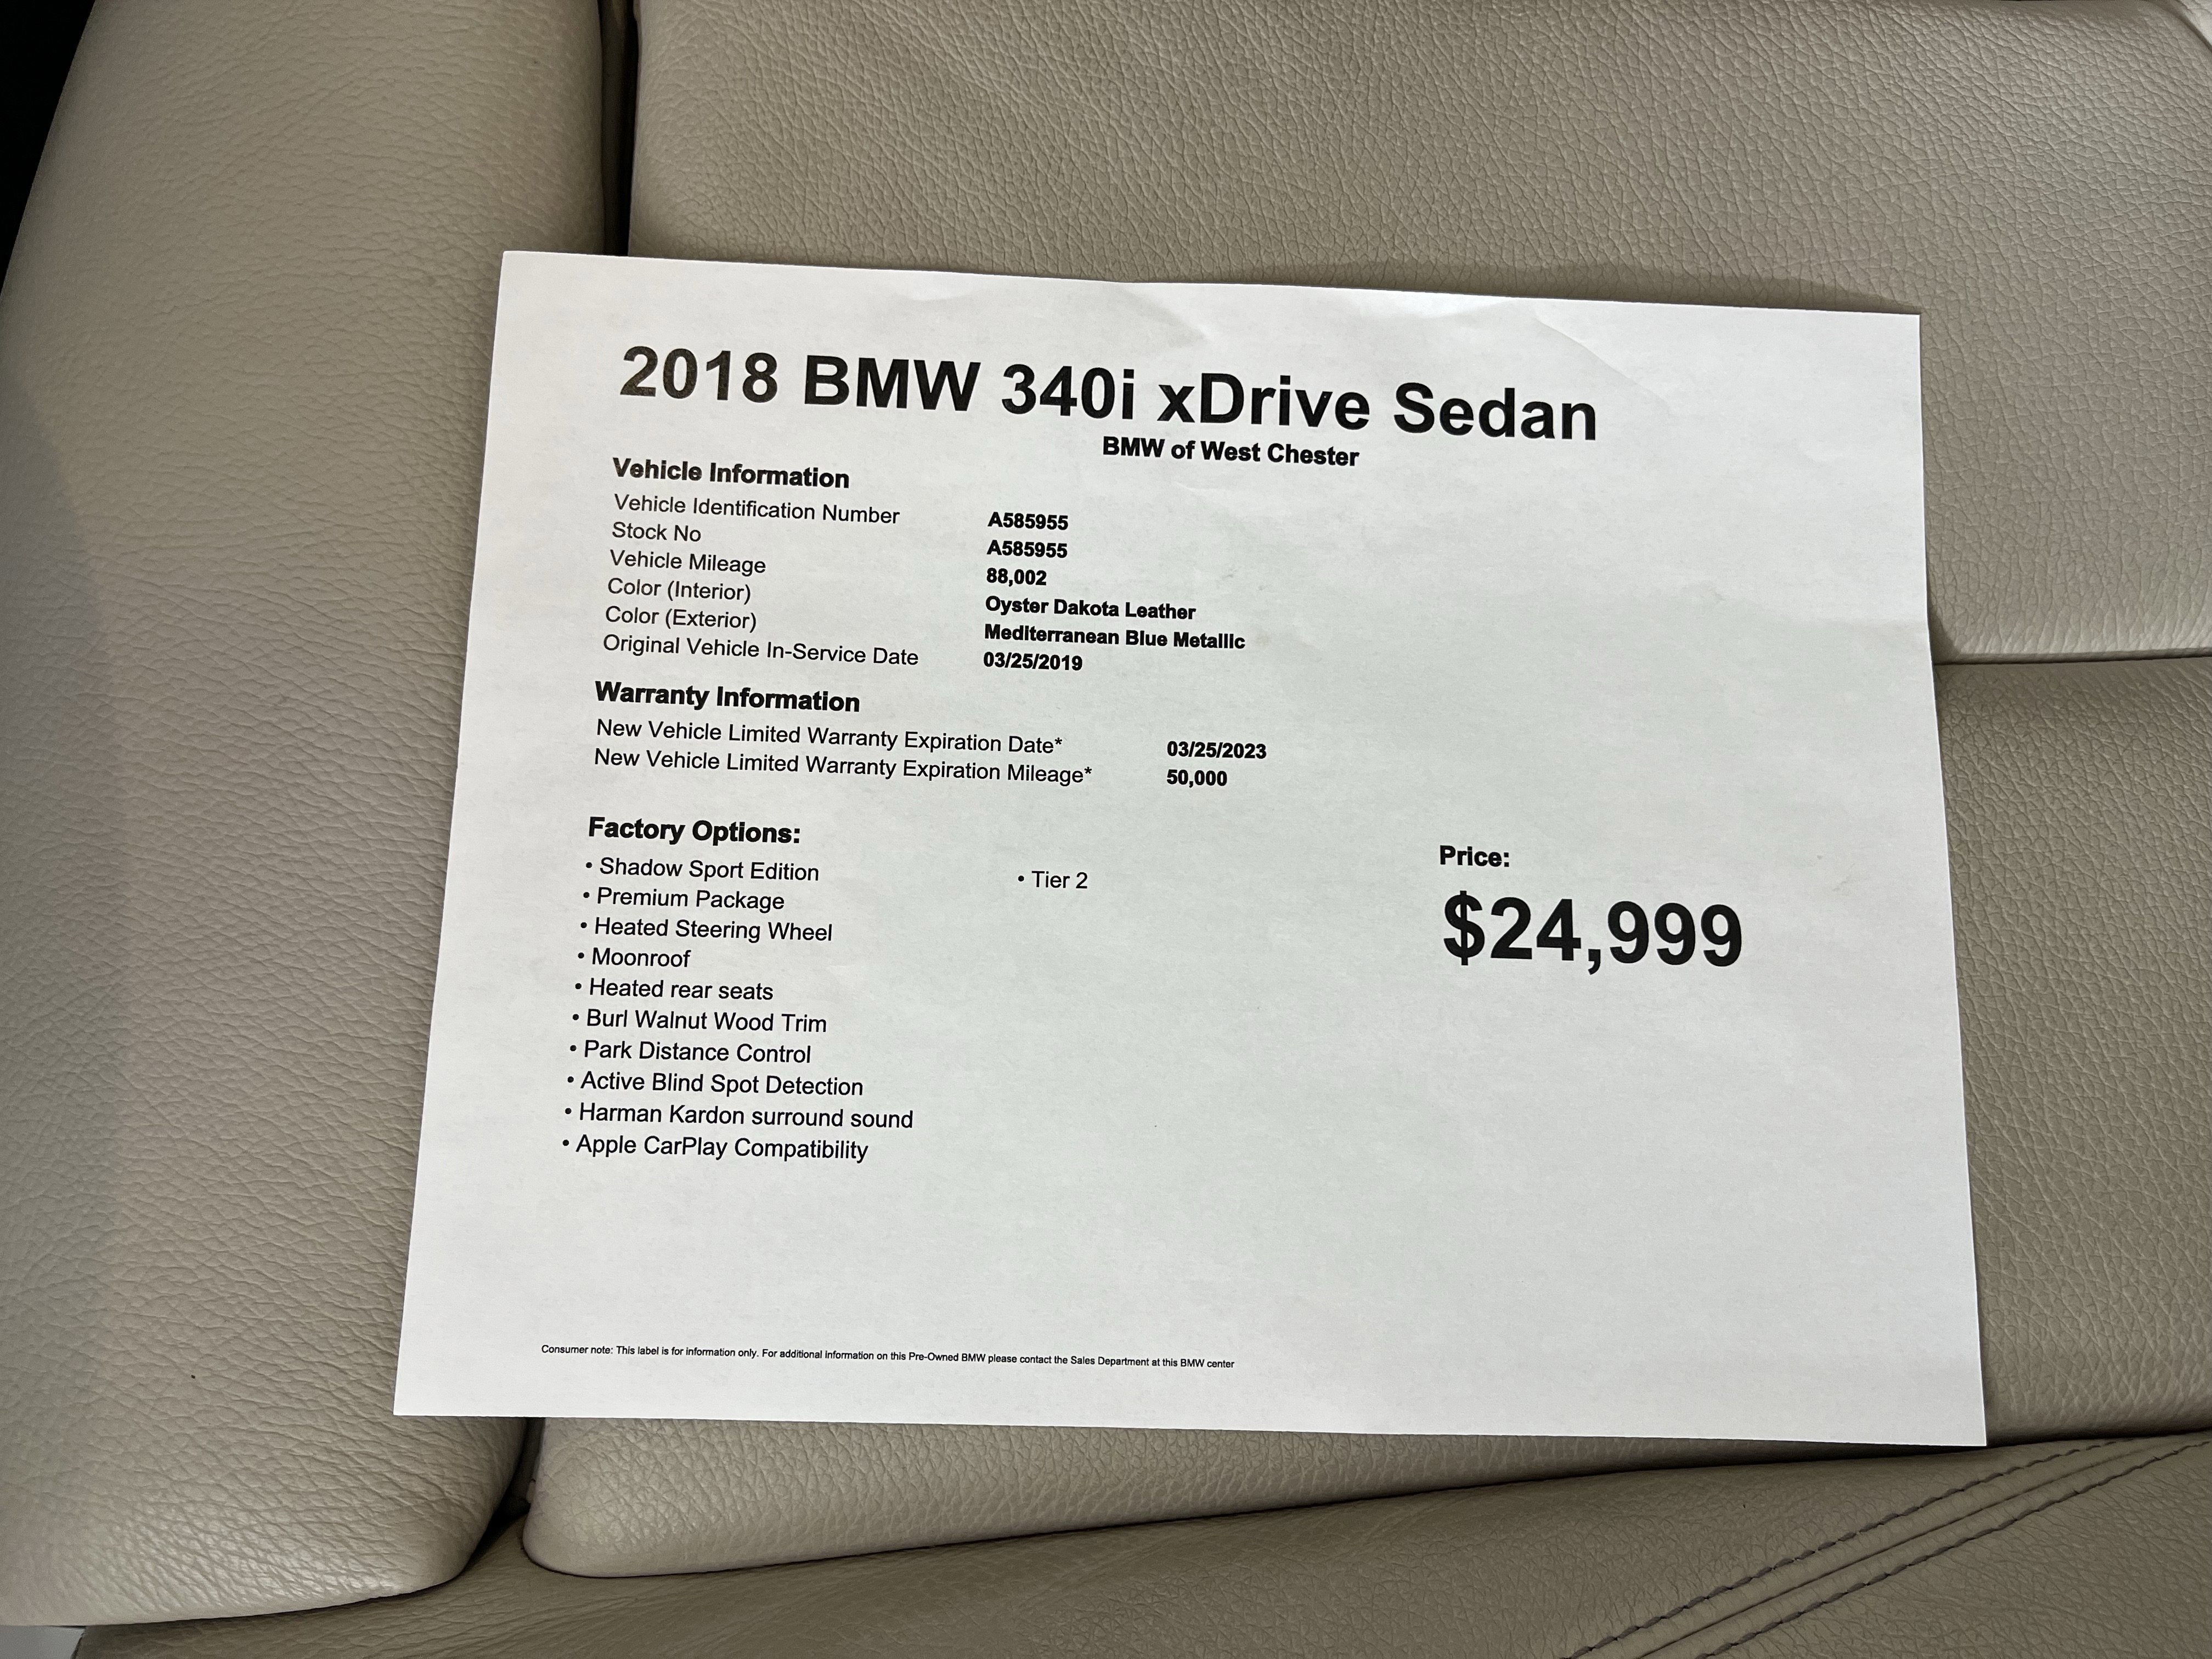 2018 BMW 340i xDrive Sedan
BMW of West Chester
Vehicle Information
Vehicle Identification Number A585955
Stock No A585955
Vehicle Mileage 88,002
Color (Interior) Oyster Dakota Leather
Color (Exterior) Mediterranean Blue Metallic
Original Vehicle In-Service Date 03/25/2019
Warranty Information
New Vehicle Limited Warranty Expiration Date* 03/25/2023
New Vehicle Limited Warranty Expiration Mileage* 50,000
Factory Options:
• Shadow Sport Edition
• Premium Package
• Heated Steering Wheel
• Moonroof
• Heated rear seats
• Burl Walnut Wood Trim
• Park Distance Control
• Active Blind Spot Detection
• Harman Kardon surround sound
• Apple CarPlay Compatibility
• Tier 2
Price:
$24,999
Consumer note: This label is for information only. For additional Information on this Pre-Owned BMW please contact the Sales Department at this BMW center